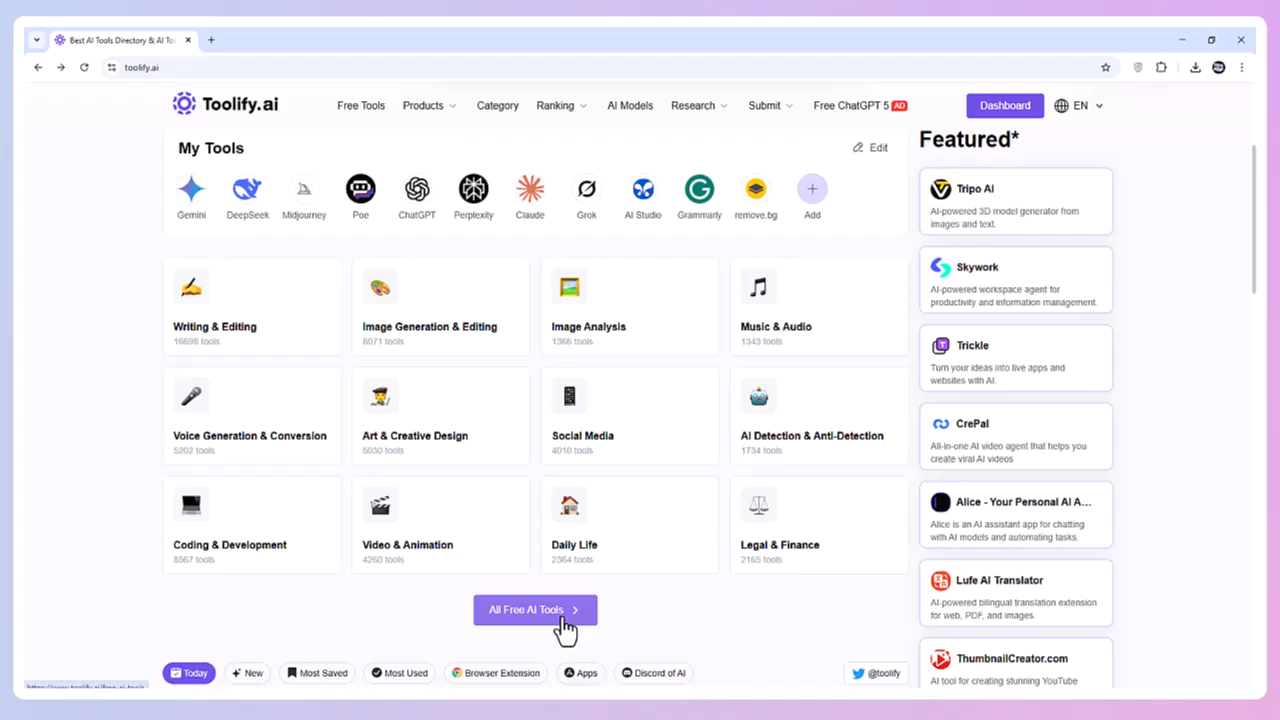 Best AI Tools Directory & AI To
toolify.ai
Toolify.ai
Free Tools
Products
Category
Ranking
AI Models
Research
Submit
Free ChatGPT 5 AD
Dashboard
EN
My Tools
Edit
Gemini
DeepSeek
Midjourney
Poe
ChatGPT
Perplexity
Claude
Grok
AI Studio
Grammarly
remove.bg
Add
Writing & Editing
16698 tools
Image Generation & Editing
8071 tools
Image Analysis
1366 tools
Music & Audio
1343 tools
Voice Generation & Conversion
5202 tools
Art & Creative Design
5030 tools
Social Media
4010 tools
AI Detection & Anti-Detection
1734 tools
Coding & Development
8567 tools
Video & Animation
4260 tools
Daily Life
2364 tools
Legal & Finance
2165 tools
All Free AI Tools
Today
New
Most Saved
Most Used
Browser Extension
Apps
Discord of AI
@toolify
Featured*
Tripo AI
AI-powered 3D model generator from
images and text.
Skywork
AI-powered workspace agent for
productivity and information management.
Trickle
Turn your ideas into live apps and
websites with AI.
CrePal
All-in-one AI video agent that helps you
create viral AI videos
Alice - Your Personal AI A...
Alice is an AI assistant app for chatting
with AI models and automating tasks.
Lufe AI Translator
AI-powered bilingual translation extension
for web, PDF, and images.
ThumbnailCreator.com
AI tool for creating stunning YouTube